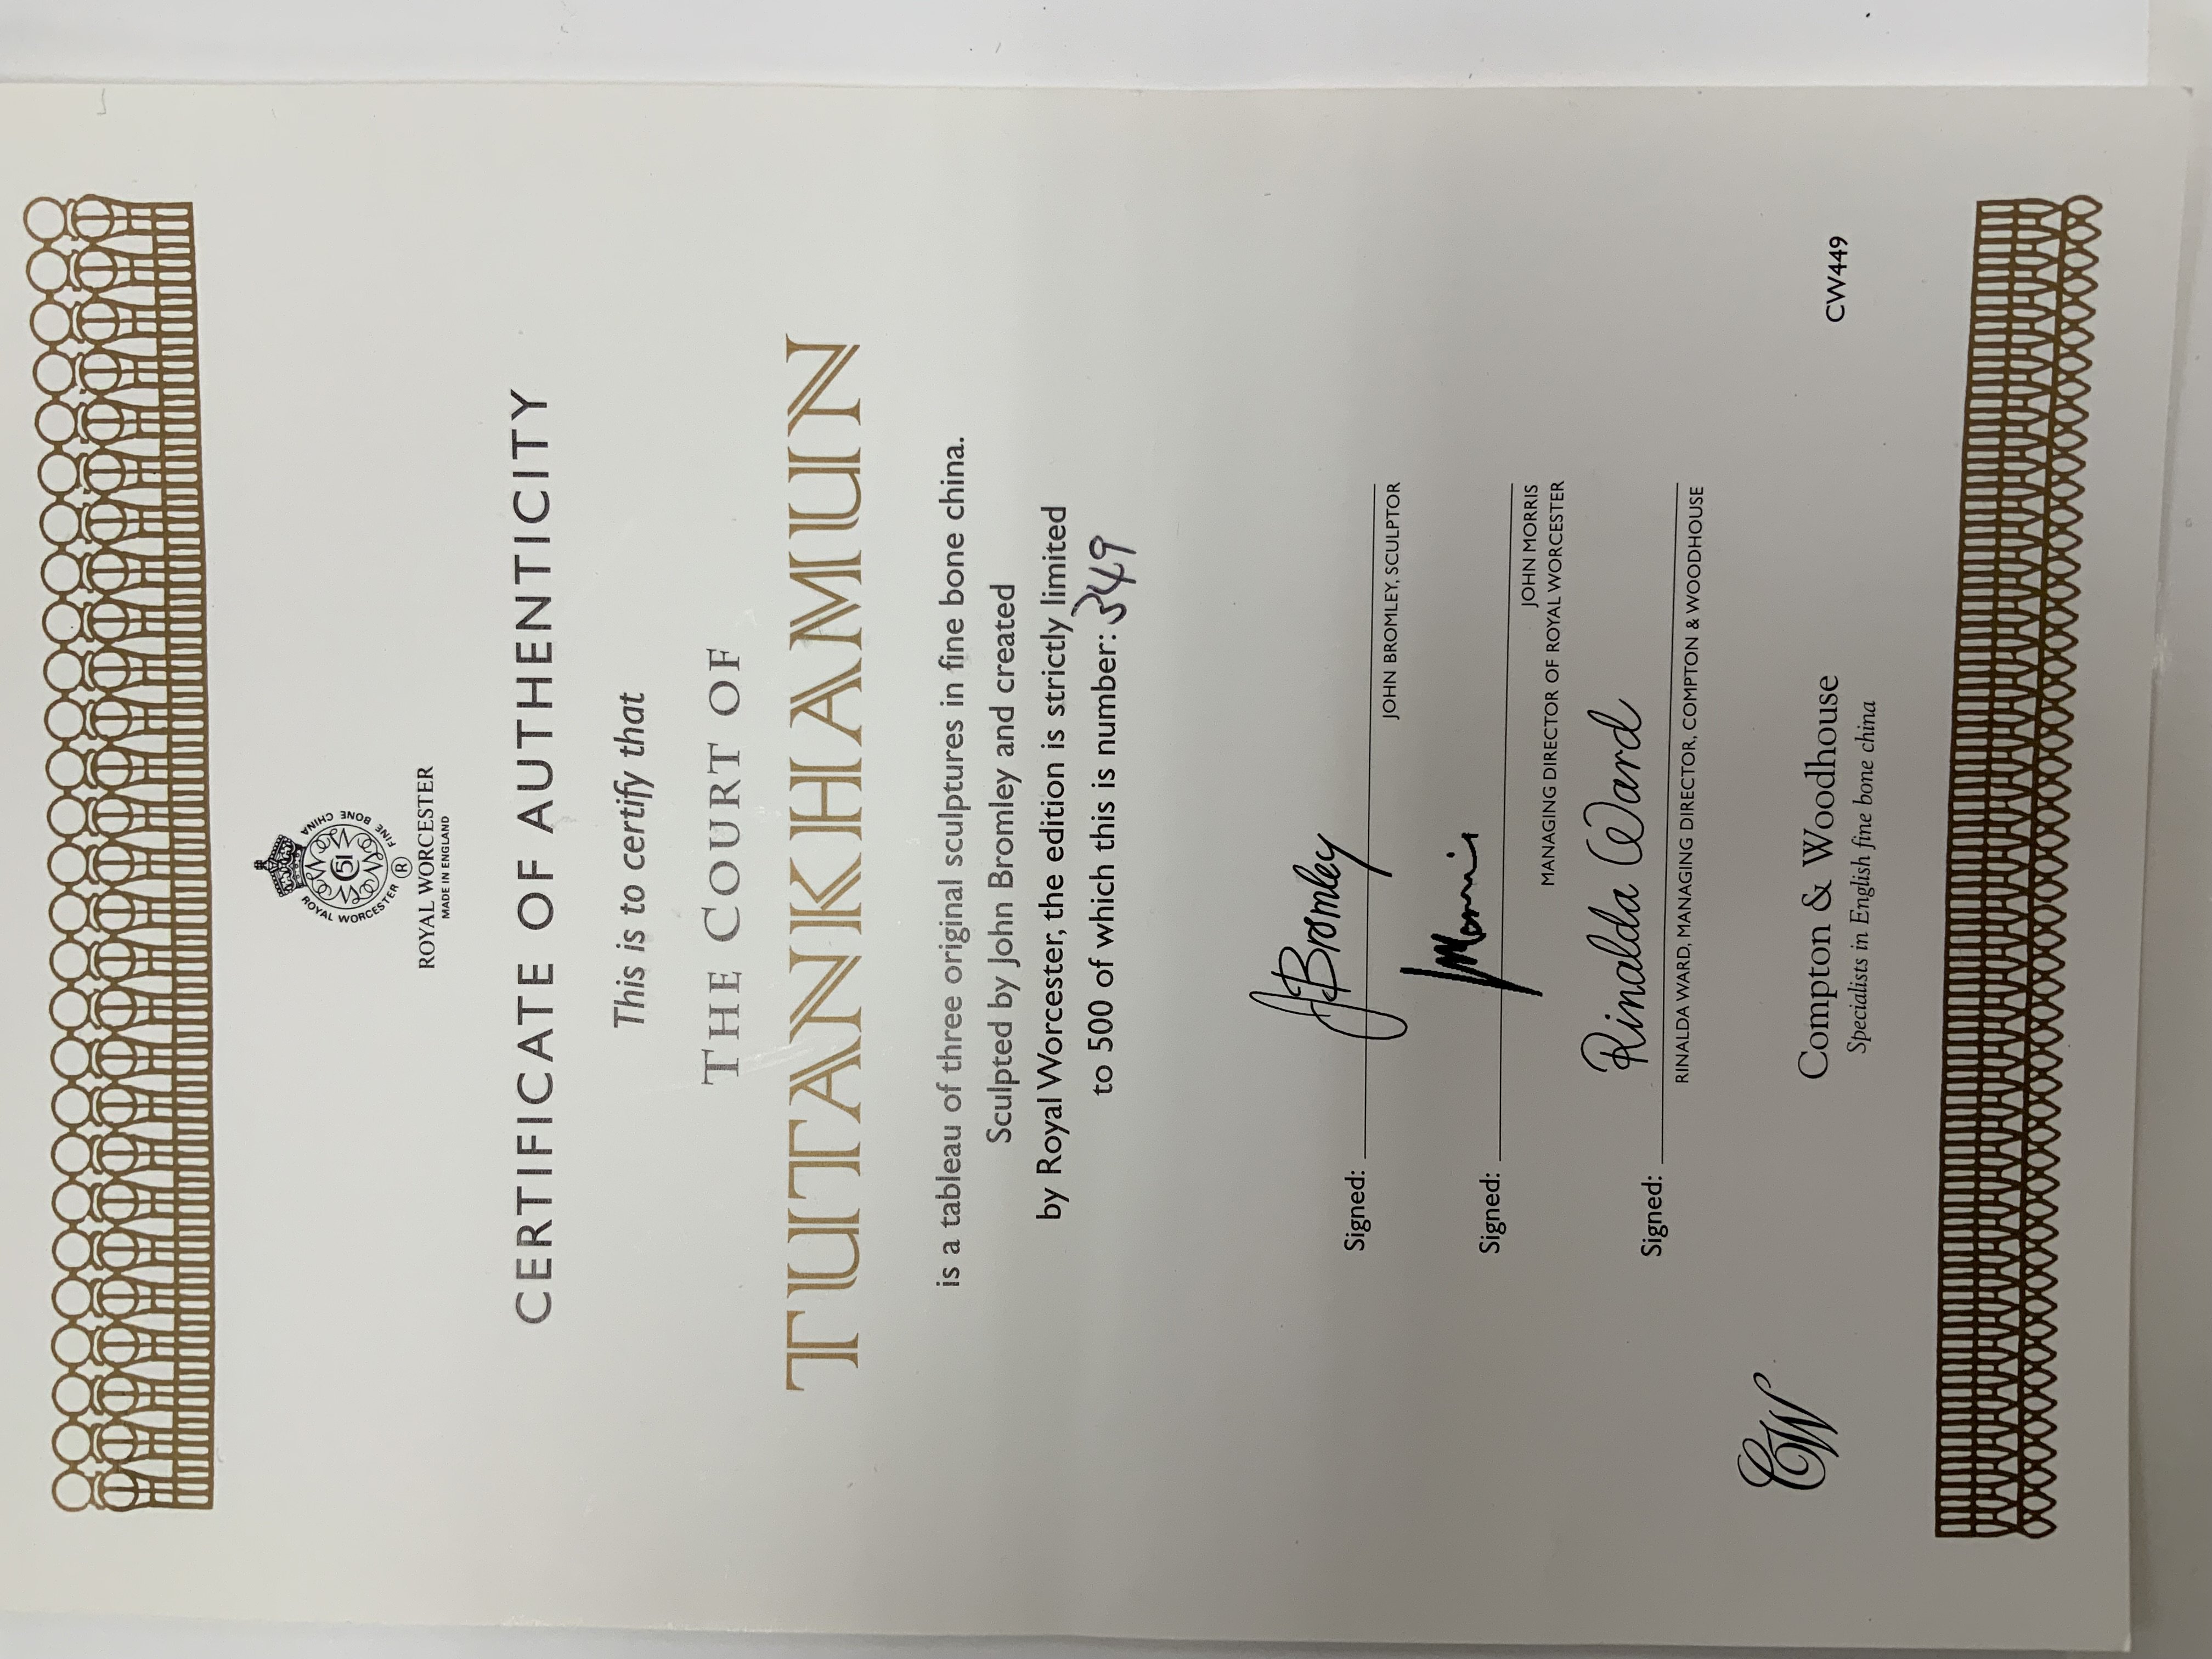 ROYAL WORCESTER FINE BONE CHINA
51
®
ROYAL WORCESTER
MADE IN ENGLAND
CERTIFICATE OF AUTHENTICITY
This is to certify that
THE COURT OF
TUTANKHAMUN
is a tableau of three original sculptures in fine bone china.
Sculpted by John Bromley and created
by Royal Worcester, the edition is strictly limited
to 500 of which this is number: 349
Signed: J Bromley
JOHN BROMLEY, SCULPTOR
Signed: J Morris
JOHN MORRIS
MANAGING DIRECTOR OF ROYAL WORCESTER
Signed: Rinalda Ward
RINALDA WARD, MANAGING DIRECTOR, COMPTON & WOODHOUSE
CW
Compton & Woodhouse
Specialists in English fine bone china
CW449